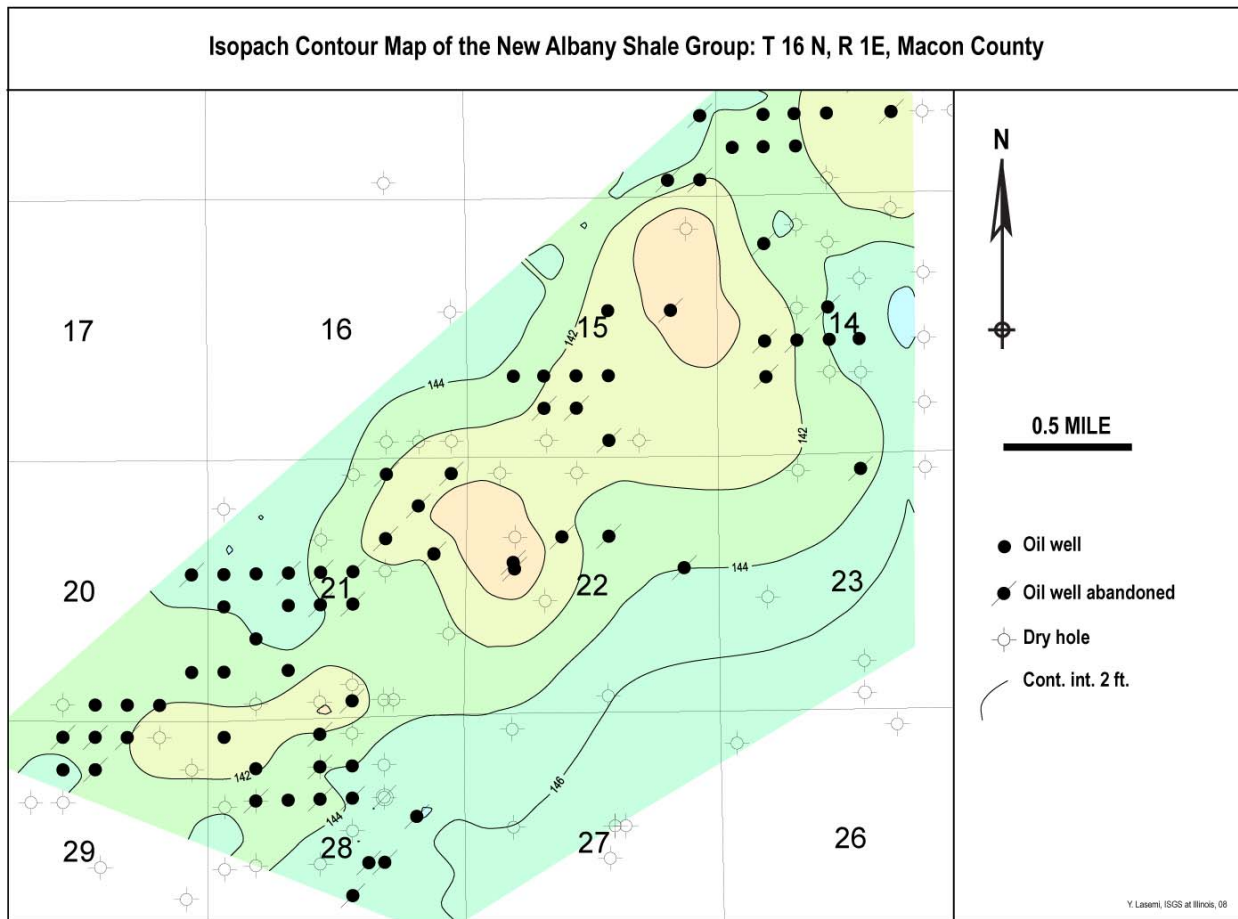 Isopach Contour Map of the New Albany Shale Group: T 16 N, R 1E, Macon County
N
17
16
15
14
142
144
142
0.5 MILE
Oil well
20
21
22
144
23
Oil well abandoned
Dry hole
Cont. int. 2 ft.
142
146
144
29
28
27
26
Y. Lasemi, ISGS at Illinois, 08